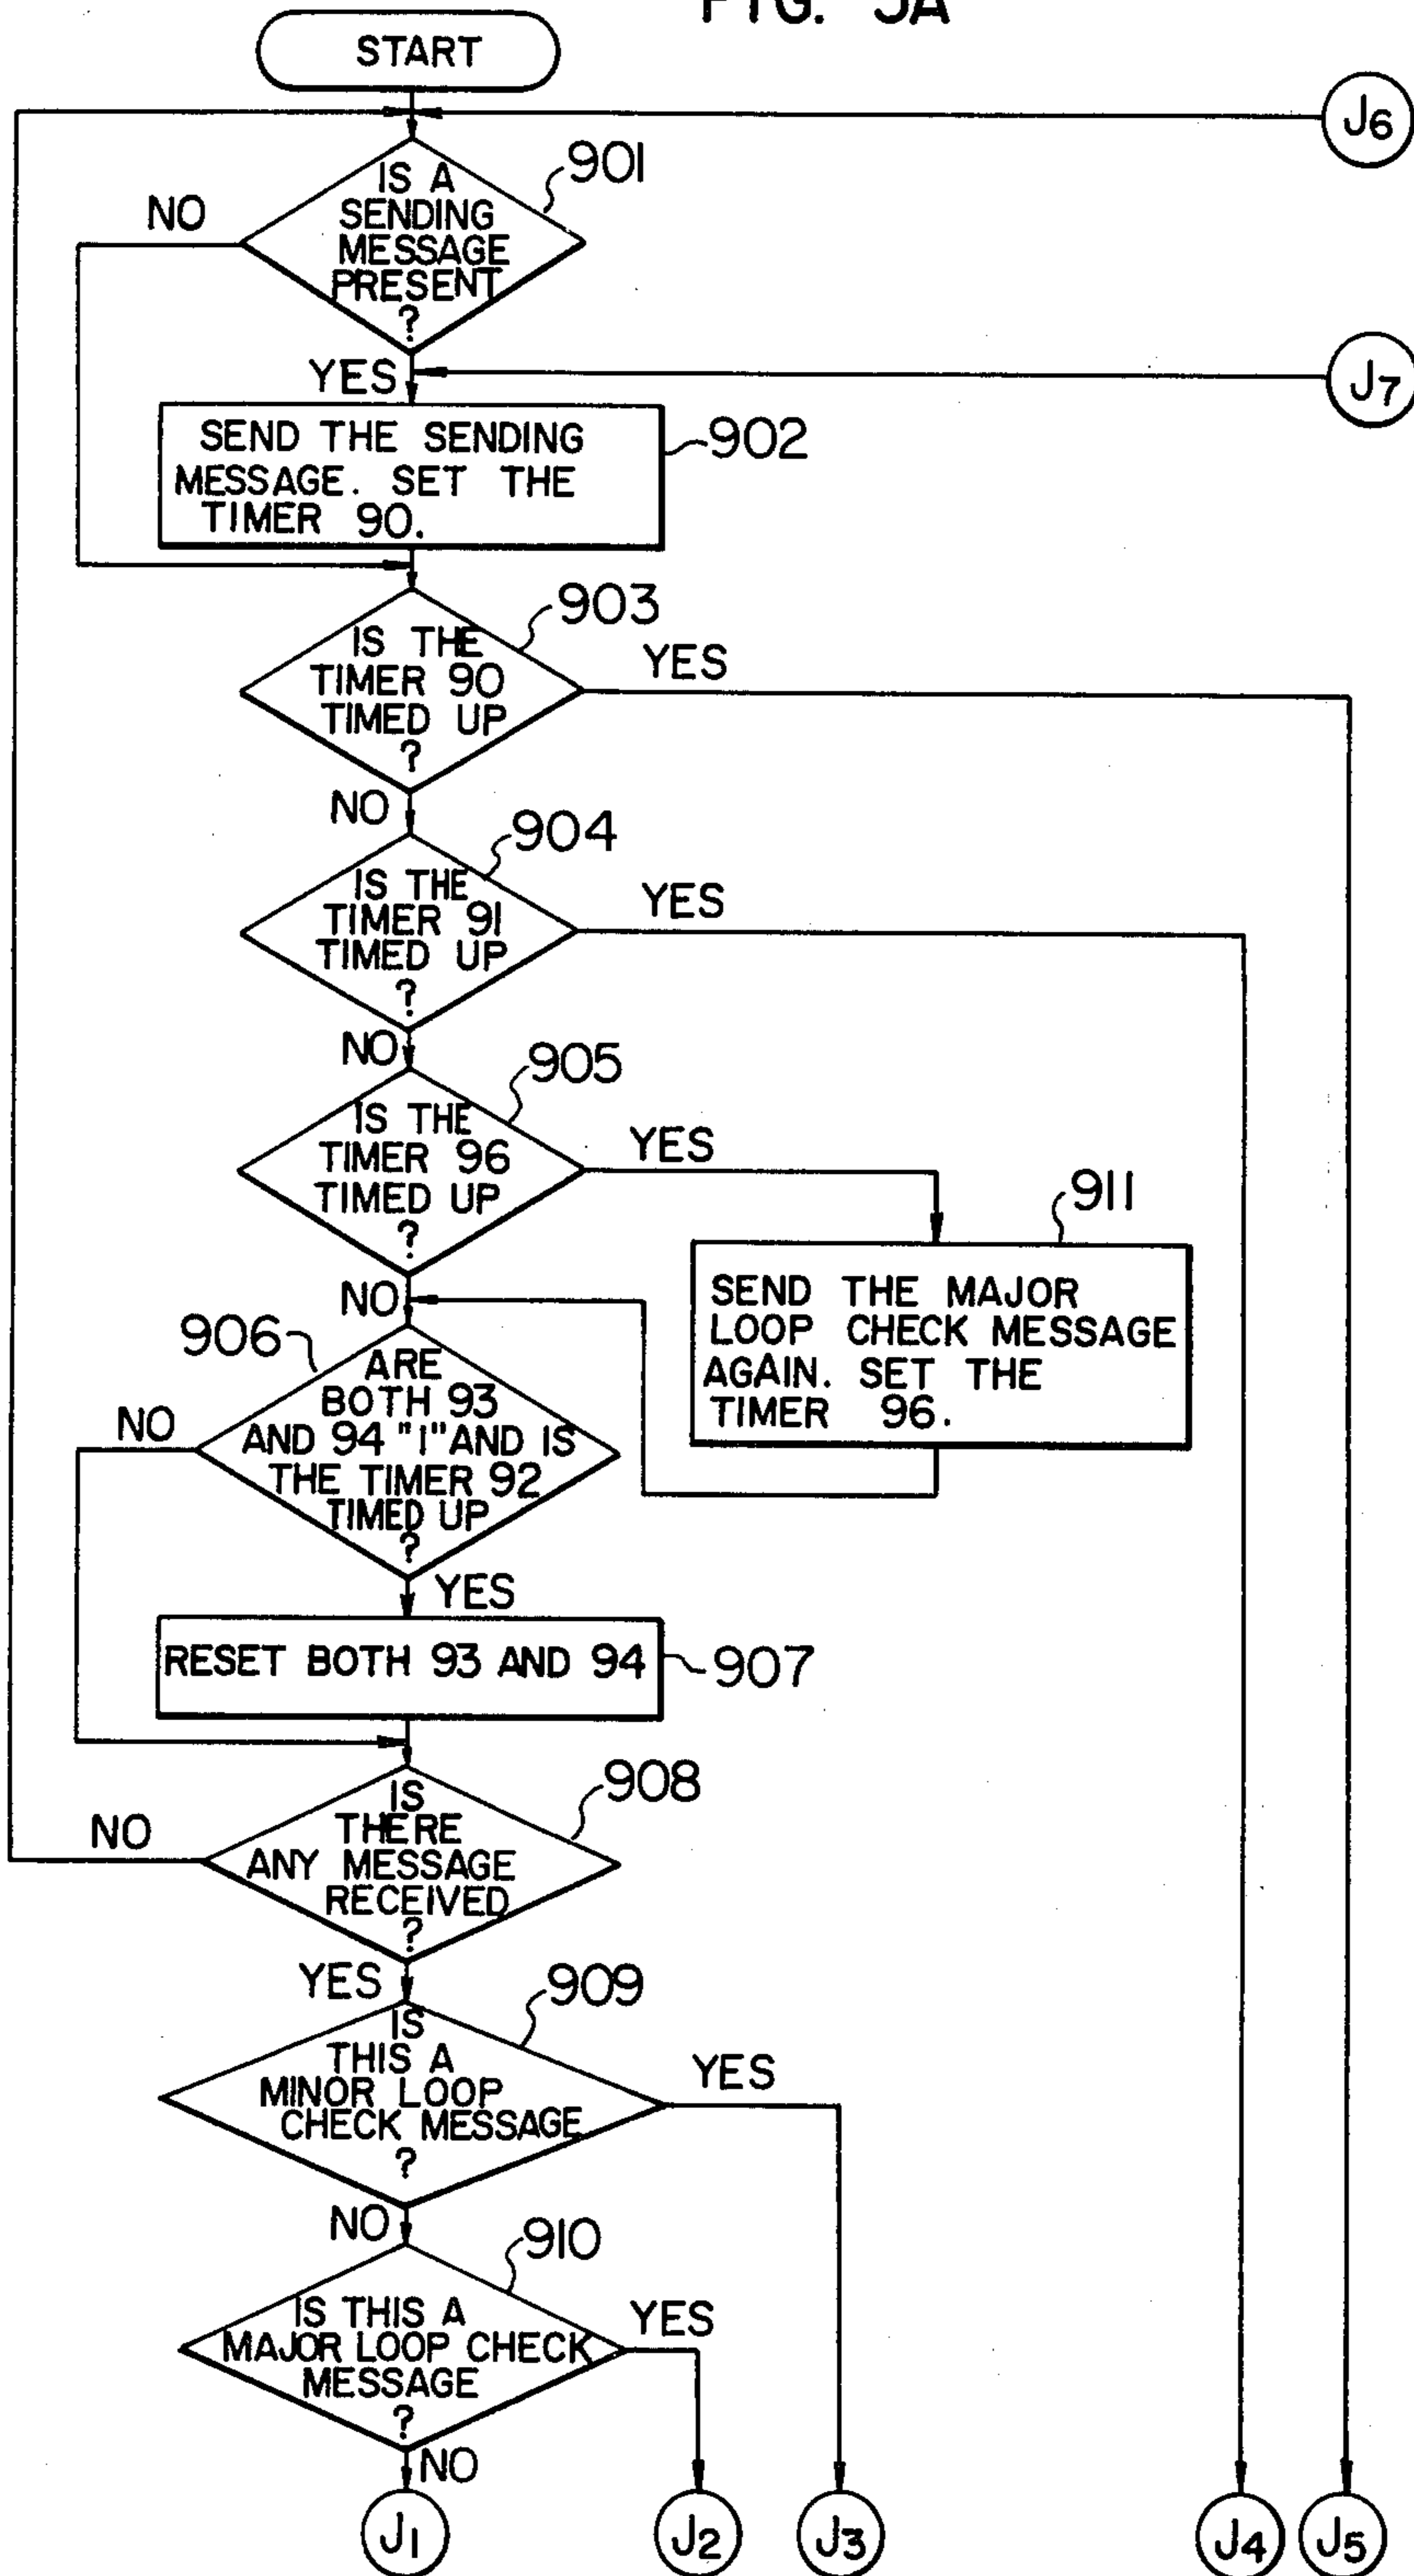 FIG. 5A
START
J6
901
IS A
SENDING
MESSAGE
PRESENT
?
NO
YES
J7
SEND THE SENDING
MESSAGE. SET THE
TIMER 90.
902
903
IS THE
TIMER 90
TIMED UP
?
YES
NO
904
IS THE
TIMER 91
TIMED UP
?
YES
NO
905
IS THE
TIMER 96
TIMED UP
?
YES
911
SEND THE MAJOR
LOOP CHECK MESSAGE
AGAIN. SET THE
TIMER 96.
NO
906
ARE
BOTH 93
AND 94 "1" AND IS
THE TIMER 92
TIMED UP
?
NO
YES
RESET BOTH 93 AND 94
907
908
IS
THERE
ANY MESSAGE
RECEIVED
?
NO
YES
909
IS
THIS A
MINOR LOOP
CHECK MESSAGE
?
YES
NO
910
IS THIS A
MAJOR LOOP CHECK
MESSAGE
?
YES
NO
J1
J2
J3
J4
J5